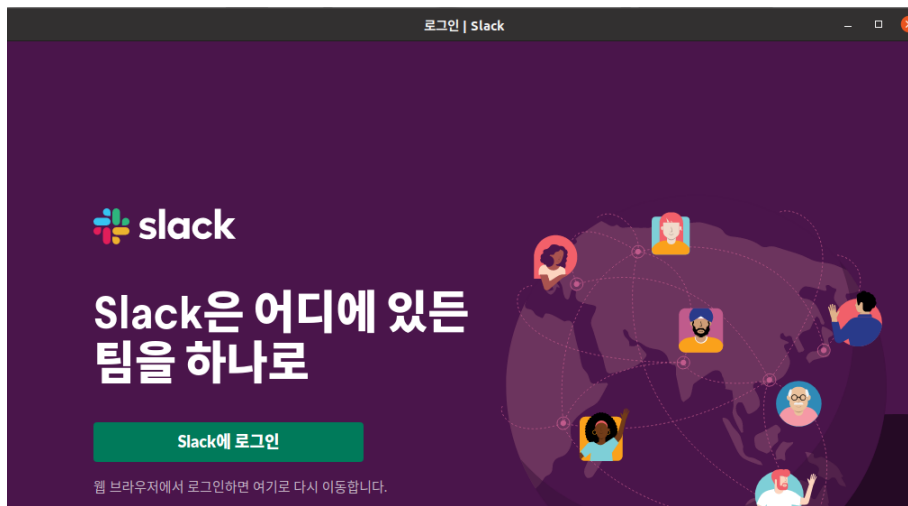 로그인 | Slack
slack
Slack은 어디에 있든
팀을 하나로
Slack에 로그인
웹 브라우저에서 로그인하면 여기로 다시 이동합니다.